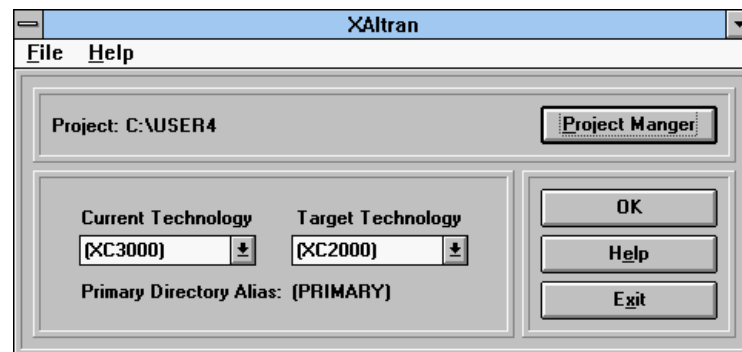 XAltran
File Help
Project: C:\USER4
Project Manger
Current Technology Target Technology
(XC3000) (XC2000)
Primary Directory Alias: (PRIMARY)
OK
Help
Exit